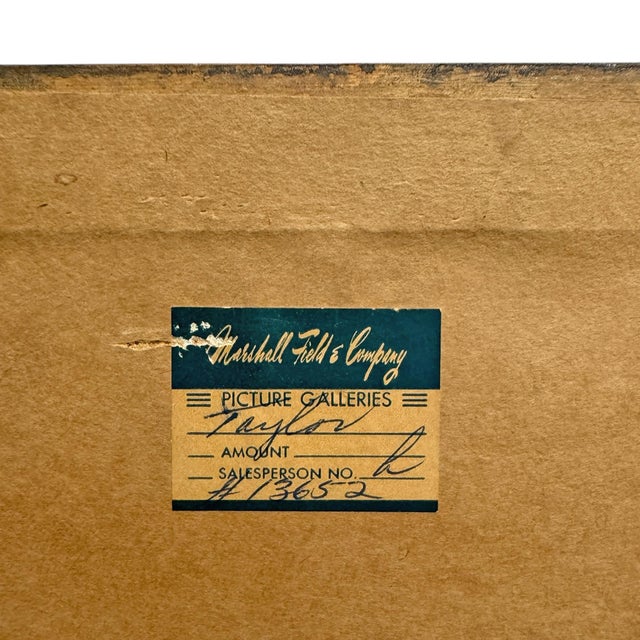 Marshall Field & Company
PICTURE GALLERIES
Taylor
AMOUNT
SALESPERSON NO. h
# 13652